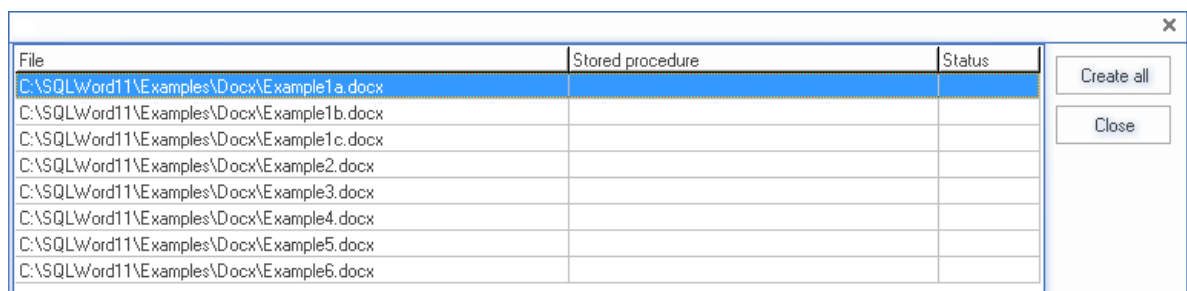 File Stored procedure Status
Create all
C:\SQLWord11\Examples\Docx\Example1a.docx
C:\SQLWord11\Examples\Docx\Example1b.docx
Close
C:\SQLWord11\Examples\Docx\Example1c.docx
C:\SQLWord11\Examples\Docx\Example2.docx
C:\SQLWord11\Examples\Docx\Example3.docx
C:\SQLWord11\Examples\Docx\Example4.docx
C:\SQLWord11\Examples\Docx\Example5.docx
C:\SQLWord11\Examples\Docx\Example6.docx